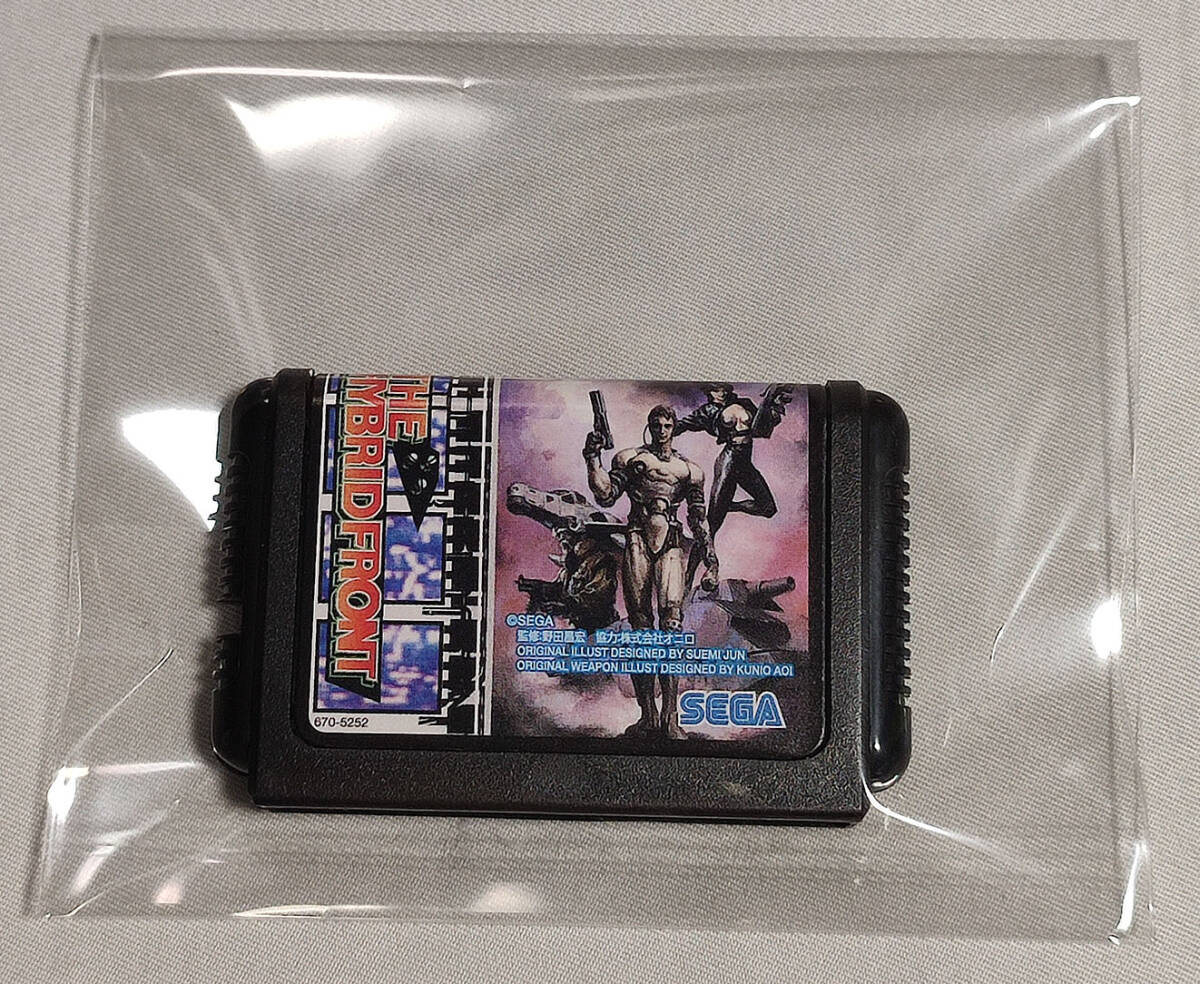 THE
HYBRID FRONT
670-5252
©SEGA
監修:野田昌宏 協力:株式会社オニロ
ORIGINAL ILLUST DESIGNED BY SUEMI JUN
ORIGINAL WEAPON ILLUST DESIGNED BY KUNIO AOI
SEGA